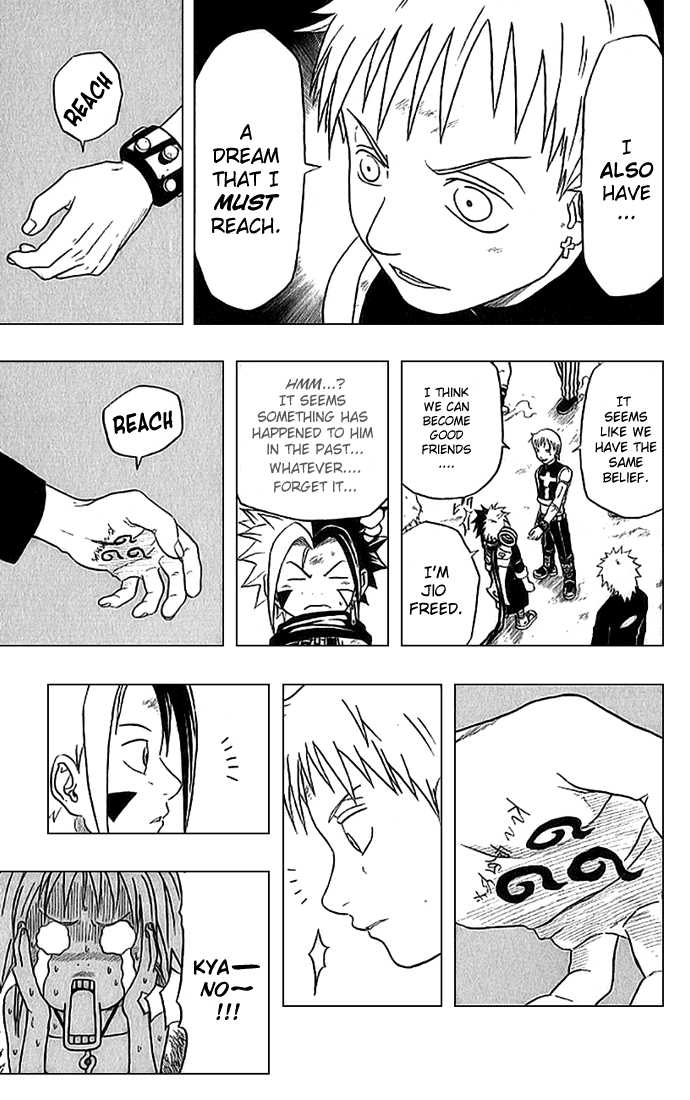 I
ALSO
HAVE
...
A
DREAM
THAT I
MUST
REACH.
REACH
IT
SEEMS
LIKE WE
HAVE THE
SAME
BELIEF.
I THINK
WE CAN
BECOME
GOOD
FRIENDS
....
I'M
JIO
FREED.
HMM...?
IT SEEMS
SOMETHING HAS
HAPPENED TO HIM
IN THE PAST...
WHATEVER....
FORGET IT...
REACH
KYA—
NO~
!!!